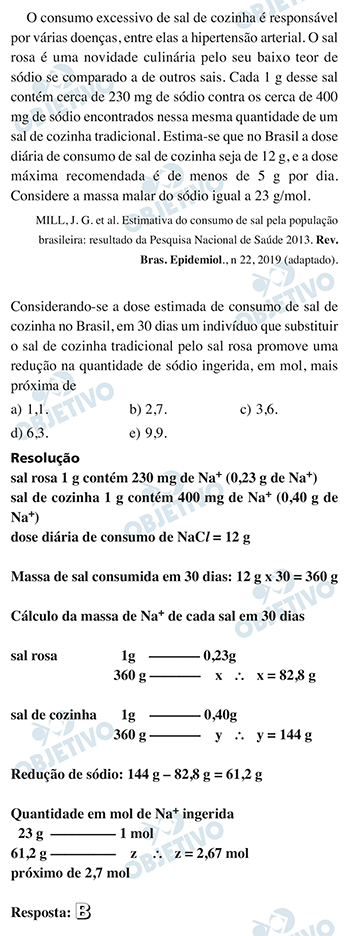 O consumo excessivo de sal de cozinha é responsável
por várias doenças, entre elas a hipertensão arterial. O sal
rosa é uma novidade culinária pelo seu baixo teor de
sódio se comparado a de outros sais. Cada 1 g desse sal
contém cerca de 230 mg de sódio contra os cerca de 400
mg de sódio encontrados nessa mesma quantidade de um
sal de cozinha tradicional. Estima-se que no Brasil a dose
diária de consumo de sal de cozinha seja de 12 g, e a dose
máxima recomendada é de menos de 5 g por dia.
Considere a massa malar do sódio igual a 23 g/mol.
MILL, J. G. et al. Estimativa do consumo de sal pela população
brasileira: resultado da Pesquisa Nacional de Saúde 2013. Rev.
Bras. Epidemiol., n 22, 2019 (adaptado).
Considerando-se a dose estimada de consumo de sal de
cozinha no Brasil, em 30 dias um indivíduo que substituir
o sal de cozinha tradicional pelo sal rosa promove uma
redução na quantidade de sódio ingerida, em mol, mais
próxima de
a) 1,1. b) 2,7. c) 3,6.
d) 6,3. e) 9,9.
Resolução
sal rosa 1 g contém 230 mg de Na⁺ (0,23 g de Na⁺)
sal de cozinha 1 g contém 400 mg de Na⁺ (0,40 g de
Na⁺)
dose diária de consumo de NaCl = 12 g
Massa de sal consumida em 30 dias: 12 g x 30 = 360 g
Cálculo da massa de Na⁺ de cada sal em 30 dias
sal rosa 1g ——— 0,23g
360 g ——— x ∴ x = 82,8 g
sal de cozinha 1g ——— 0,40g
360 g ——— y ∴ y = 144 g
Redução de sódio: 144 g – 82,8 g = 61,2 g
Quantidade em mol de Na⁺ ingerida
23 g ——— 1 mol
61,2 g ——— z ∴ z = 2,67 mol
próximo de 2,7 mol
Resposta: B